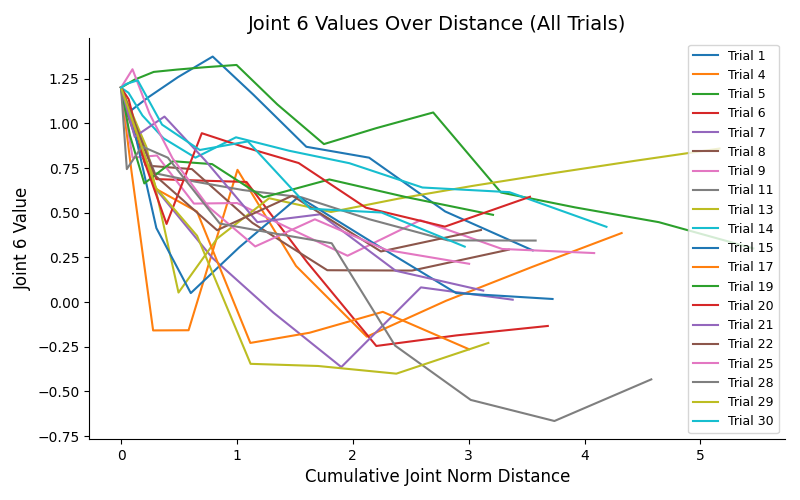 Joint 6 Values Over Distance (All Trials)
Joint 6 Value
1.25
1.00
0.75
0.50
0.25
0.00
−0.25
−0.50
−0.75
0
1
2
3
4
5
Cumulative Joint Norm Distance
Trial 1
Trial 4
Trial 5
Trial 6
Trial 7
Trial 8
Trial 9
Trial 11
Trial 13
Trial 14
Trial 15
Trial 17
Trial 19
Trial 20
Trial 21
Trial 22
Trial 25
Trial 28
Trial 29
Trial 30